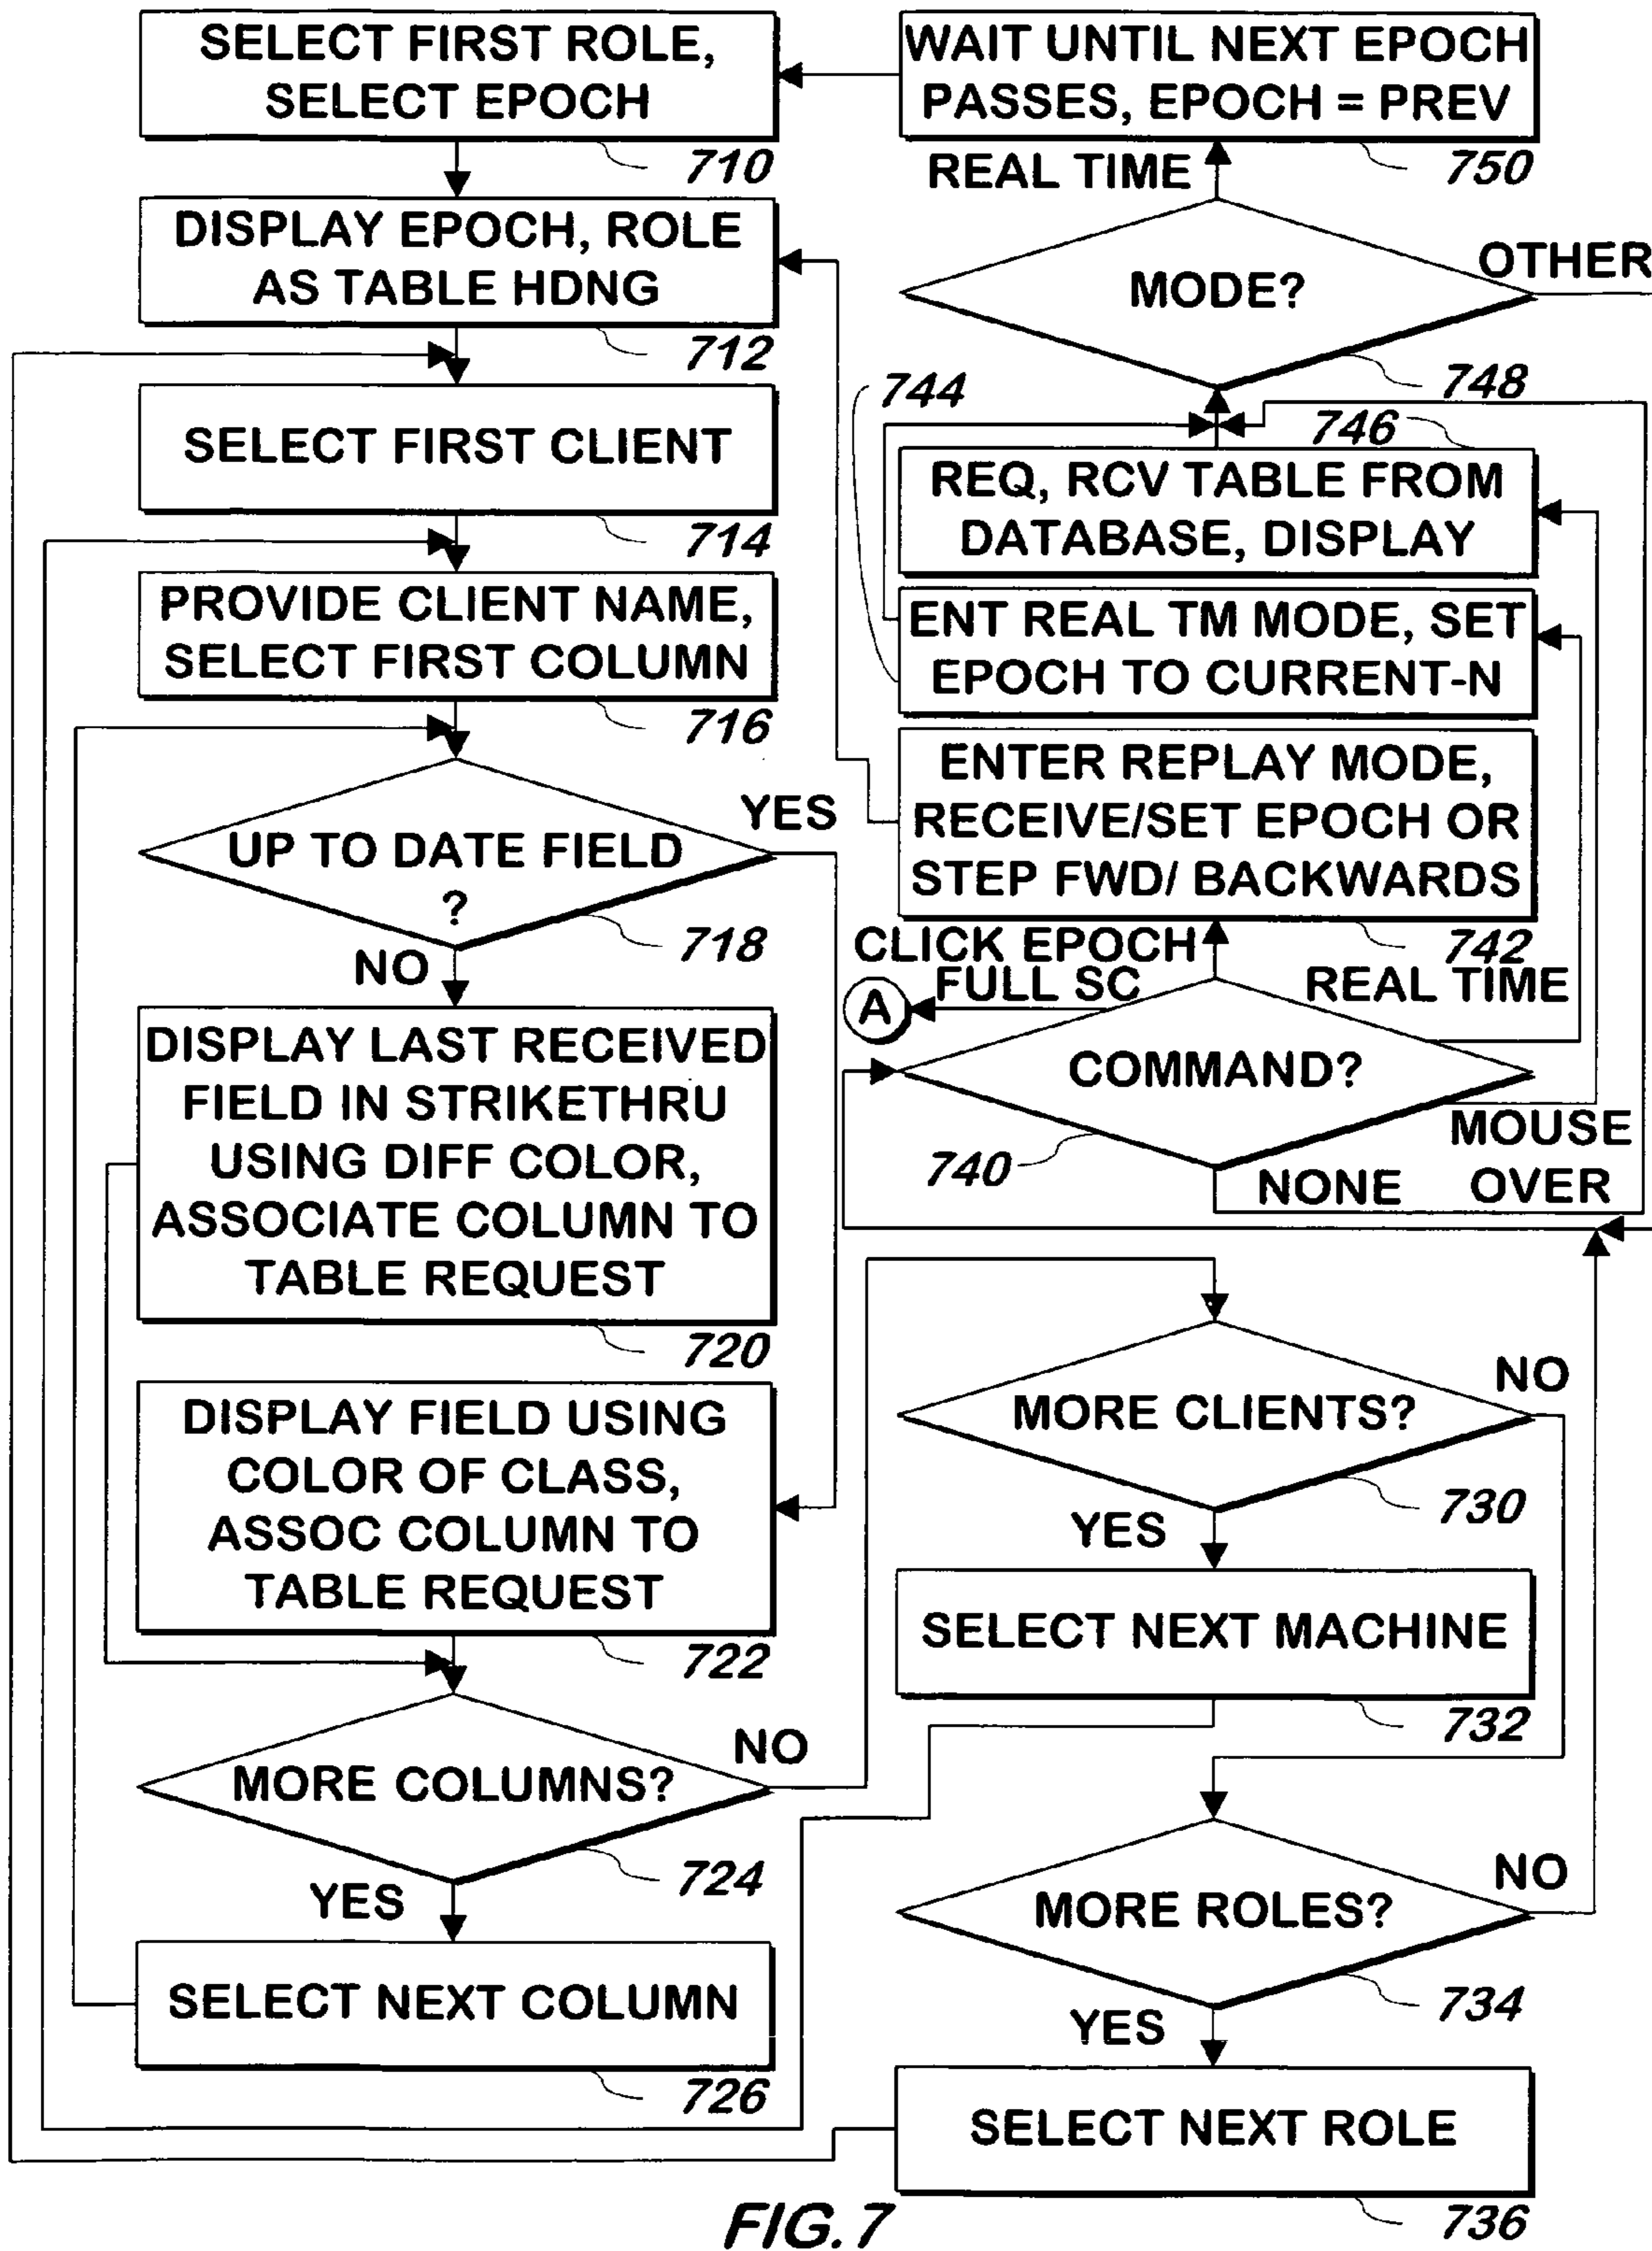 SELECT FIRST ROLE,
SELECT EPOCH
710
DISPLAY EPOCH, ROLE
AS TABLE HDNG
712
SELECT FIRST CLIENT
714
PROVIDE CLIENT NAME,
SELECT FIRST COLUMN
716
UP TO DATE FIELD
?
YES
718
NO
DISPLAY LAST RECEIVED
FIELD IN STRIKETHRU
USING DIFF COLOR,
ASSOCIATE COLUMN TO
TABLE REQUEST
720
DISPLAY FIELD USING
COLOR OF CLASS,
ASSOC COLUMN TO
TABLE REQUEST
722
MORE COLUMNS?
NO
724
YES
SELECT NEXT COLUMN
726
WAIT UNTIL NEXT EPOCH
PASSES, EPOCH = PREV
750
REAL TIME
MODE?
OTHER
748
744
746
REQ, RCV TABLE FROM
DATABASE, DISPLAY
ENT REAL TM MODE, SET
EPOCH TO CURRENT-N
ENTER REPLAY MODE,
RECEIVE/SET EPOCH OR
STEP FWD/ BACKWARDS
742
CLICK EPOCH
FULL SC
A
REAL TIME
COMMAND?
740
MOUSE
OVER
NONE
MORE CLIENTS?
NO
730
YES
SELECT NEXT MACHINE
732
MORE ROLES?
NO
734
YES
SELECT NEXT ROLE
736
FIG.7